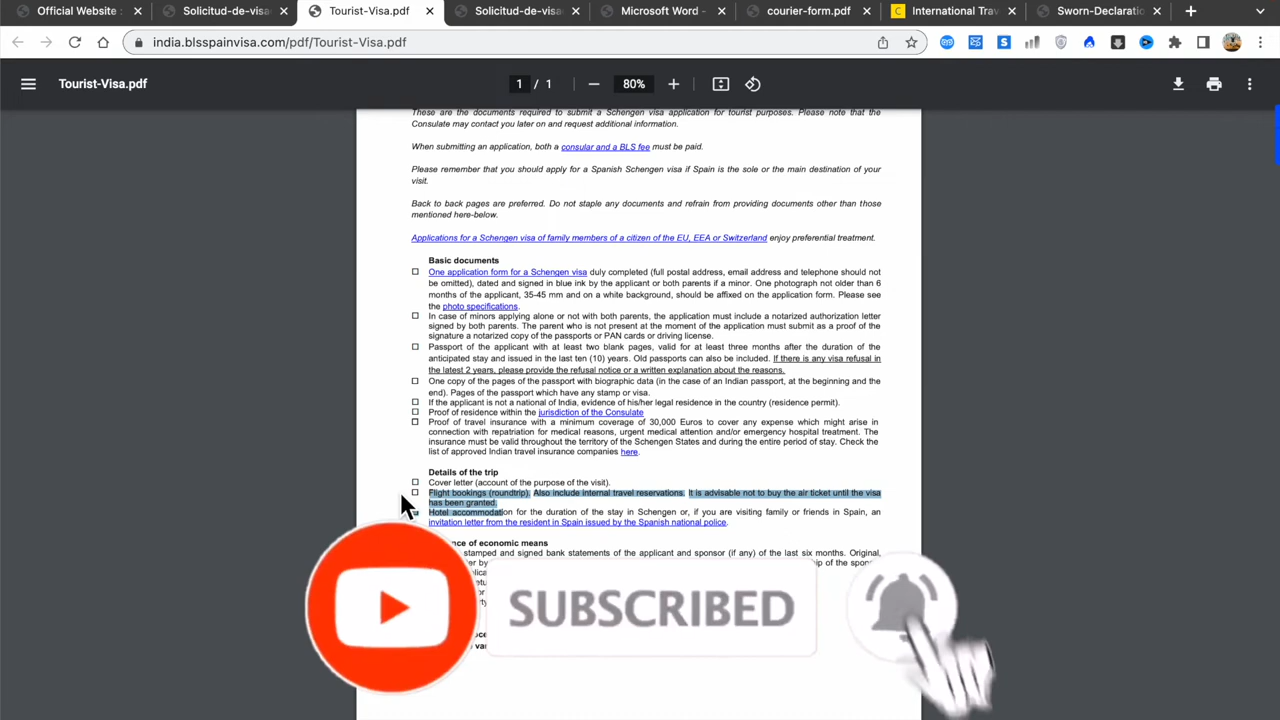 Official Website :
Solicitud-de-visa
Tourist-Visa.pdf
Solicitud-de-visa
Microsoft Word -
courier-form.pdf
International Trav
Sworn-Declaratio
india.blsspainvisa.com/pdf/Tourist-Visa.pdf
Tourist-Visa.pdf
1 / 1
80%
These are the documents required to submit a Schengen visa application for tourist purposes. Please note that the
Consulate may contact you later on and request additional information.
When submitting an application, both a consular and a BLS fee must be paid.
Please remember that you should apply for a Spanish Schengen visa if Spain is the sole or the main destination of your
visit.
Back to back pages are preferred. Do not staple any documents and refrain from providing documents other than those
mentioned here-below.
Applications for a Schengen visa of family members of a citizen of the EU, EEA or Switzerland enjoy preferential treatment.
Basic documents
One application form for a Schengen visa duly completed (full postal address, email address and telephone should not
be omitted), dated and signed in blue ink by the applicant or both parents if a minor. One photograph not older than 6
months of the applicant, 35-45 mm and on a white background, should be affixed on the application form. Please see
the photo specifications.
In case of minors applying alone or not with both parents, the application must include a notarized authorization letter
signed by both parents. The parent who is not present at the moment of the application must submit as a proof of the
signature a notarized copy of the passports or PAN cards or driving license.
Passport of the applicant with at least two blank pages, valid for at least three months after the duration of the
anticipated stay and issued in the last ten (10) years. Old passports can also be included. If there is any visa refusal in
the latest 2 years, please provide the refusal notice or a written explanation about the reasons.
One copy of the pages of the passport with biographic data (in the case of an Indian passport, at the beginning and the
end). Pages of the passport which have any stamp or visa.
If the applicant is not a national of India, evidence of his/her legal residence in the country (residence permit).
Proof of residence within the jurisdiction of the Consulate
Proof of travel insurance with a minimum coverage of 30,000 Euros to cover any expense which might arise in
connection with repatriation for medical reasons, urgent medical attention and/or emergency hospital treatment. The
insurance must be valid throughout the territory of the Schengen States and during the entire period of stay. Check the
list of approved Indian travel insurance companies here.
Details of the trip
Cover letter (account of the purpose of the visit).
Flight bookings (roundtrip). Also include internal travel reservations. It is advisable not to buy the air ticket until the visa
has been granted.
Hotel accommodation for the duration of the stay in Schengen or, if you are visiting family or friends in Spain, an
invitation letter from the resident in Spain issued by the Spanish national police.
nce of economic means
stamped and signed bank statements of the applicant and sponsor (if any) of the last six months. Original,
SUBSCRIBED